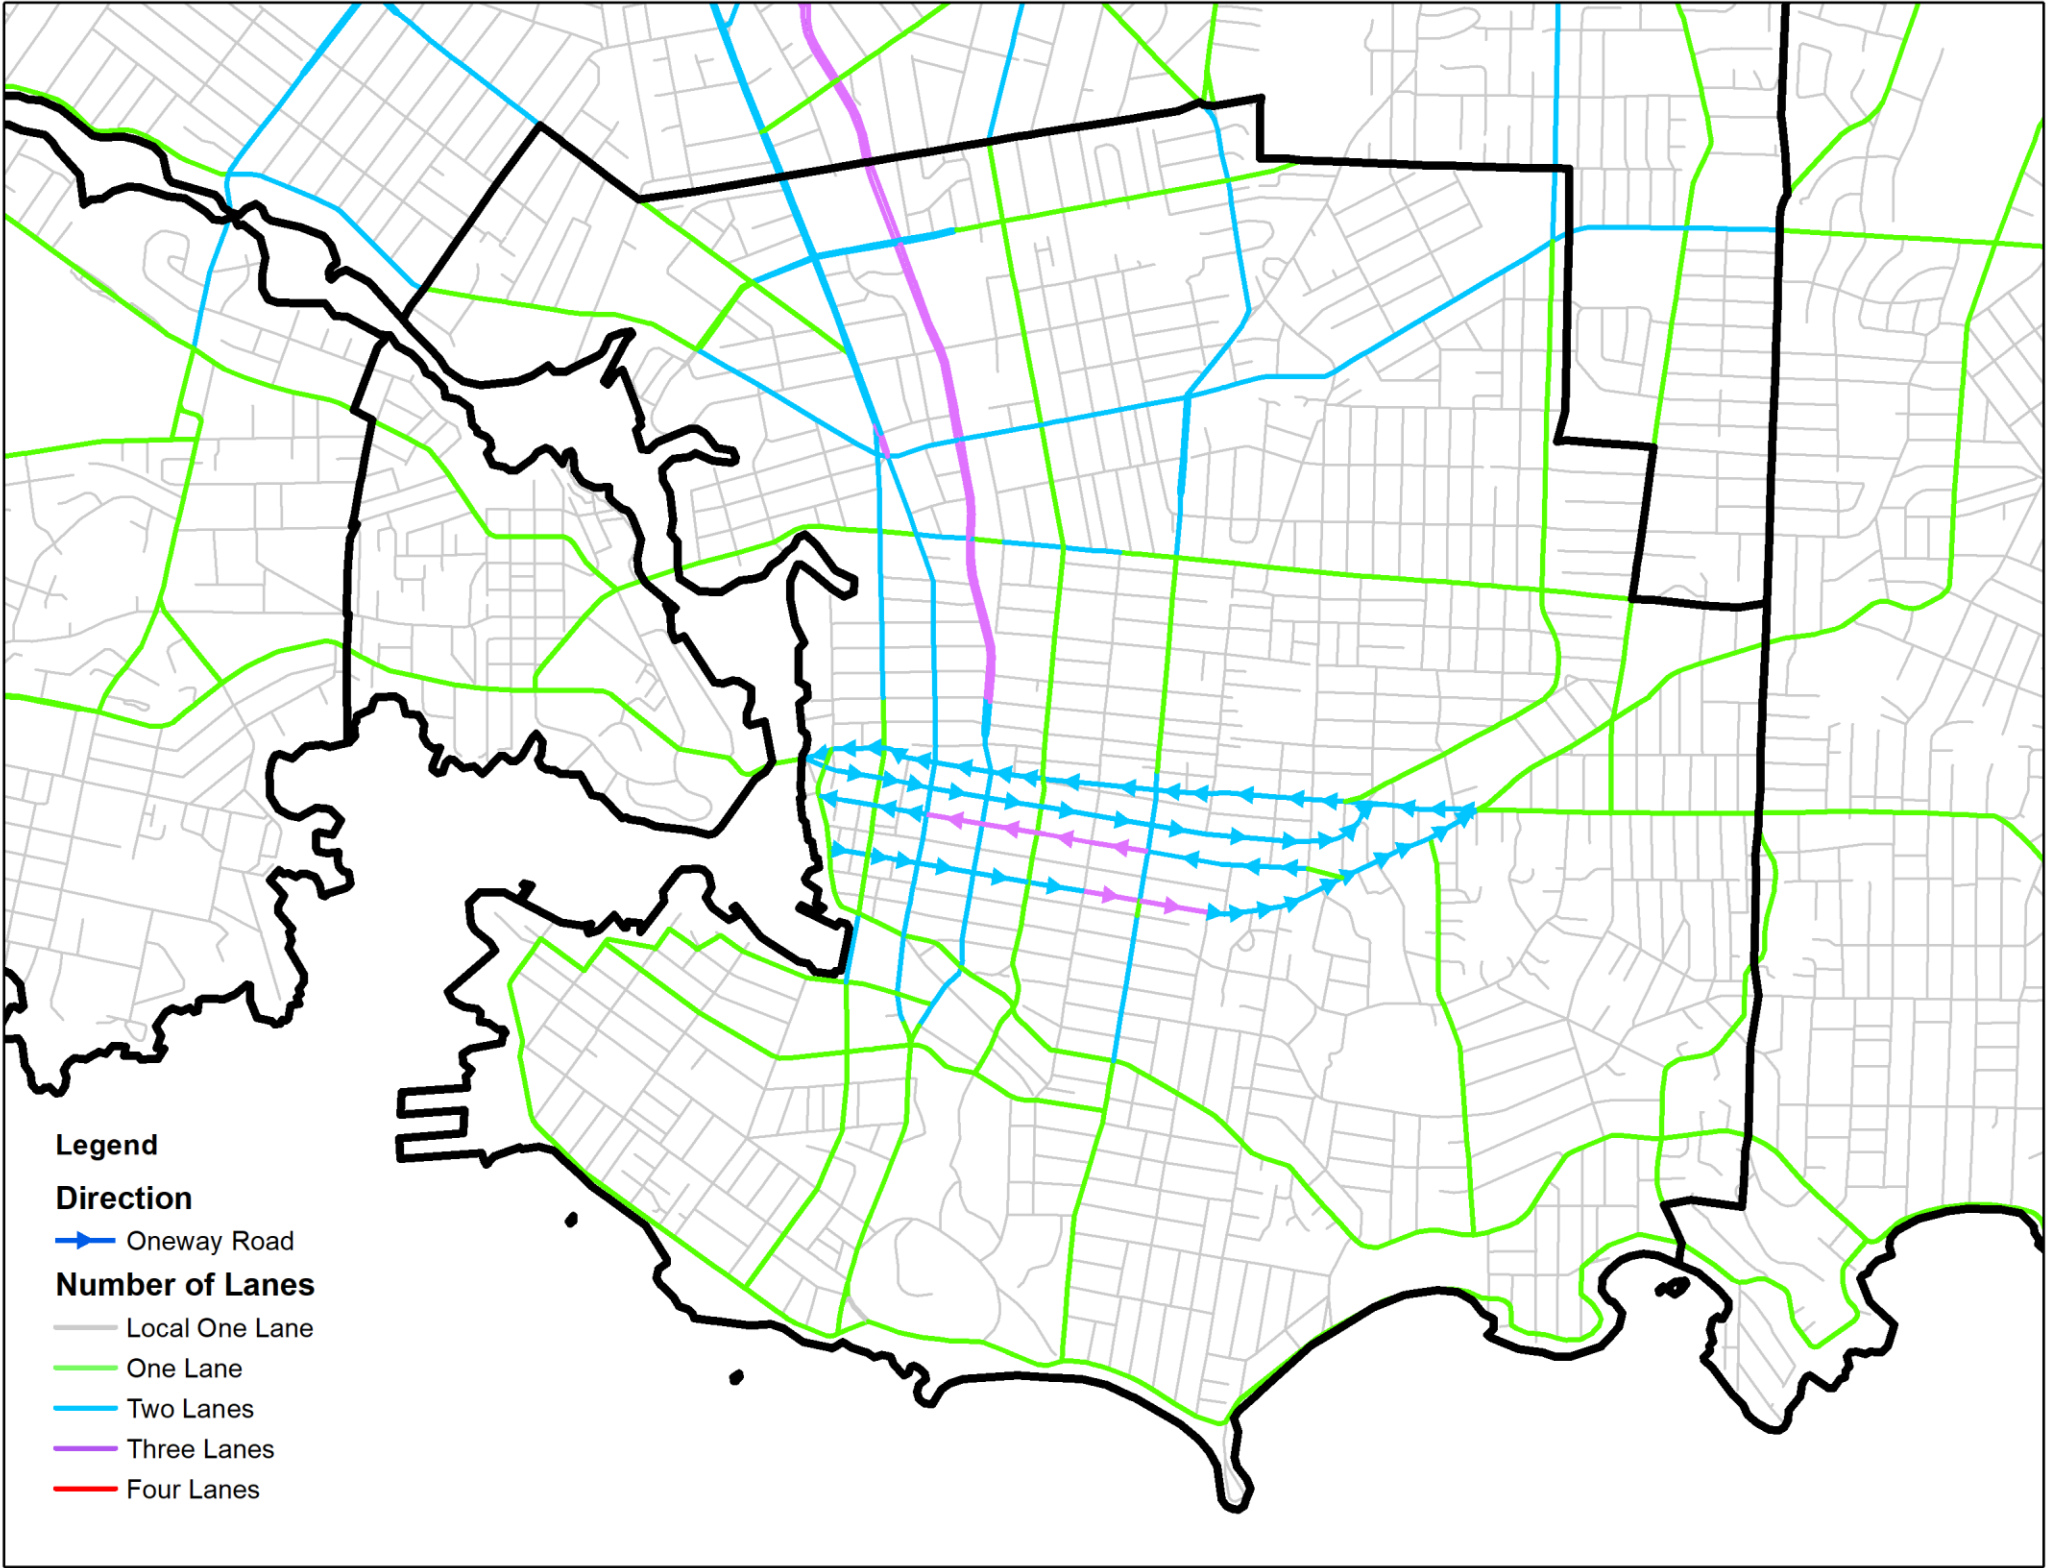 Legend
Direction
Oneway Road
Number of Lanes
Local One Lane
One Lane
Two Lanes
Three Lanes
Four Lanes